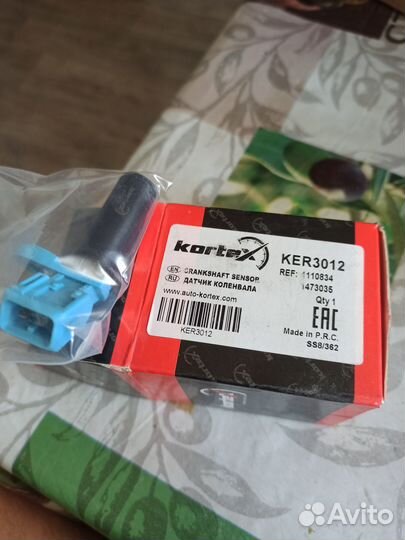 kortex
KER3012
EN CRANKSHAFT SENSOR
RU ДАТЧИК КОЛЕНВАЛА
www.auto-kortex.com
KER3012
REF: 1110834
1473035
Qty 1
EAC
Made in P.R.C.
SS8/362
Avito